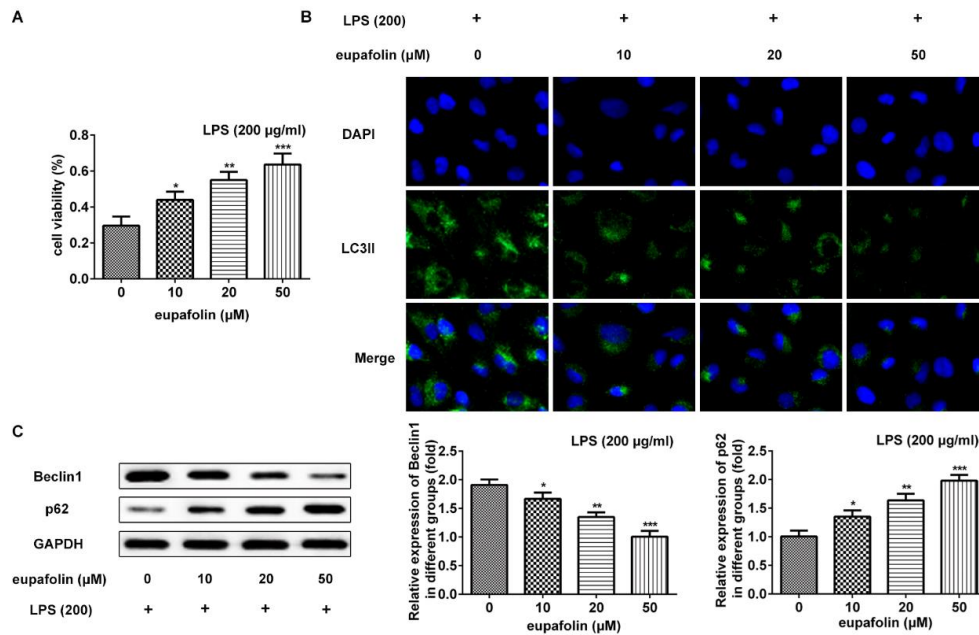 A
LPS (200 µg/ml)
cell viability (%)
0.8
0.6
0.4
0.2
0.0
*
**
***
0 10 20 50
eupafolin (µM)
B
LPS (200) + + + +
eupafolin (µM) 0 10 20 50
DAPI
LC3II
Merge
C
Beclin1
p62
GAPDH
eupafolin (µM) 0 10 20 50
LPS (200) + + + +
LPS (200 µg/ml)
Relative expression of Beclin1
in different groups (fold)
2.5
2.0
1.5
1.0
0.5
0.0
*
**
***
0 10 20 50
eupafolin (µM)
LPS (200 µg/ml)
Relative expression of p62
in different groups (fold)
2.5
2.0
1.5
1.0
0.5
0.0
*
**
***
0 10 20 50
eupafolin (µM)